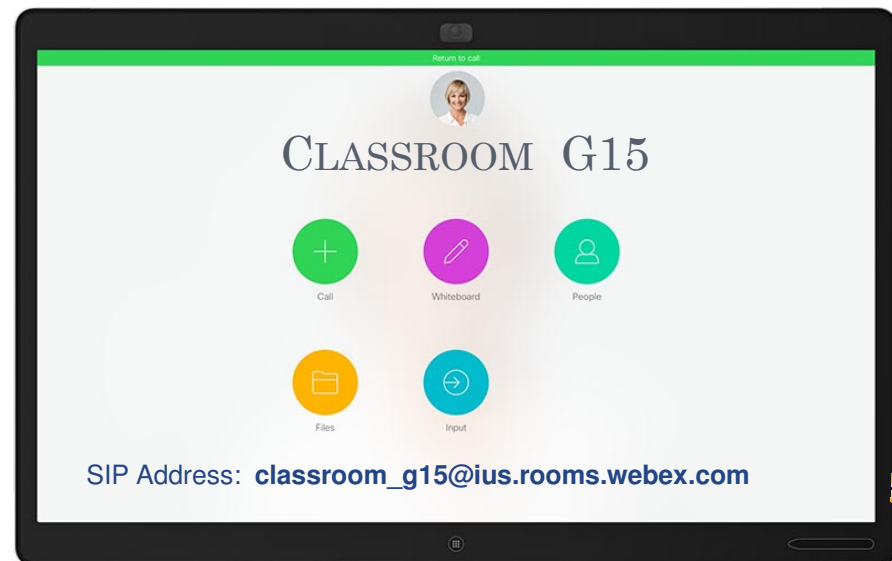 Return to call
CLASSROOM G15
Call Whiteboard People
Files Input
SIP Address: classroom_g15@ius.rooms.webex.com